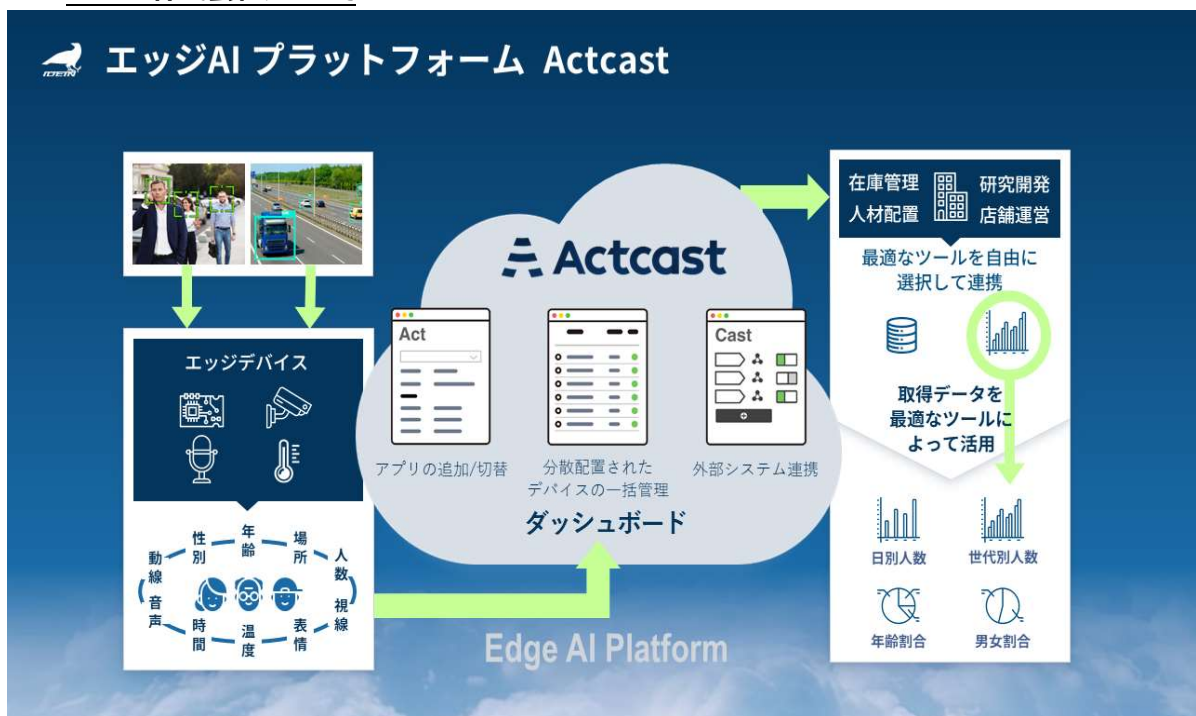 エッジAI プラットフォーム Actcast
IDEIN
エッジデバイス
性別
年齢
場所
人数
視線
表情
温度
時間
音声
動線
Actcast
Act
アプリの追加/切替
分散配置された
デバイスの一括管理
Cast
外部システム連携
ダッシュボード
Edge AI Platform
在庫管理
研究開発
人材配置
店舗運営
最適なツールを自由に
選択して連携
取得データを
最適なツールに
よって活用
日別人数
世代別人数
年齢割合
男女割合